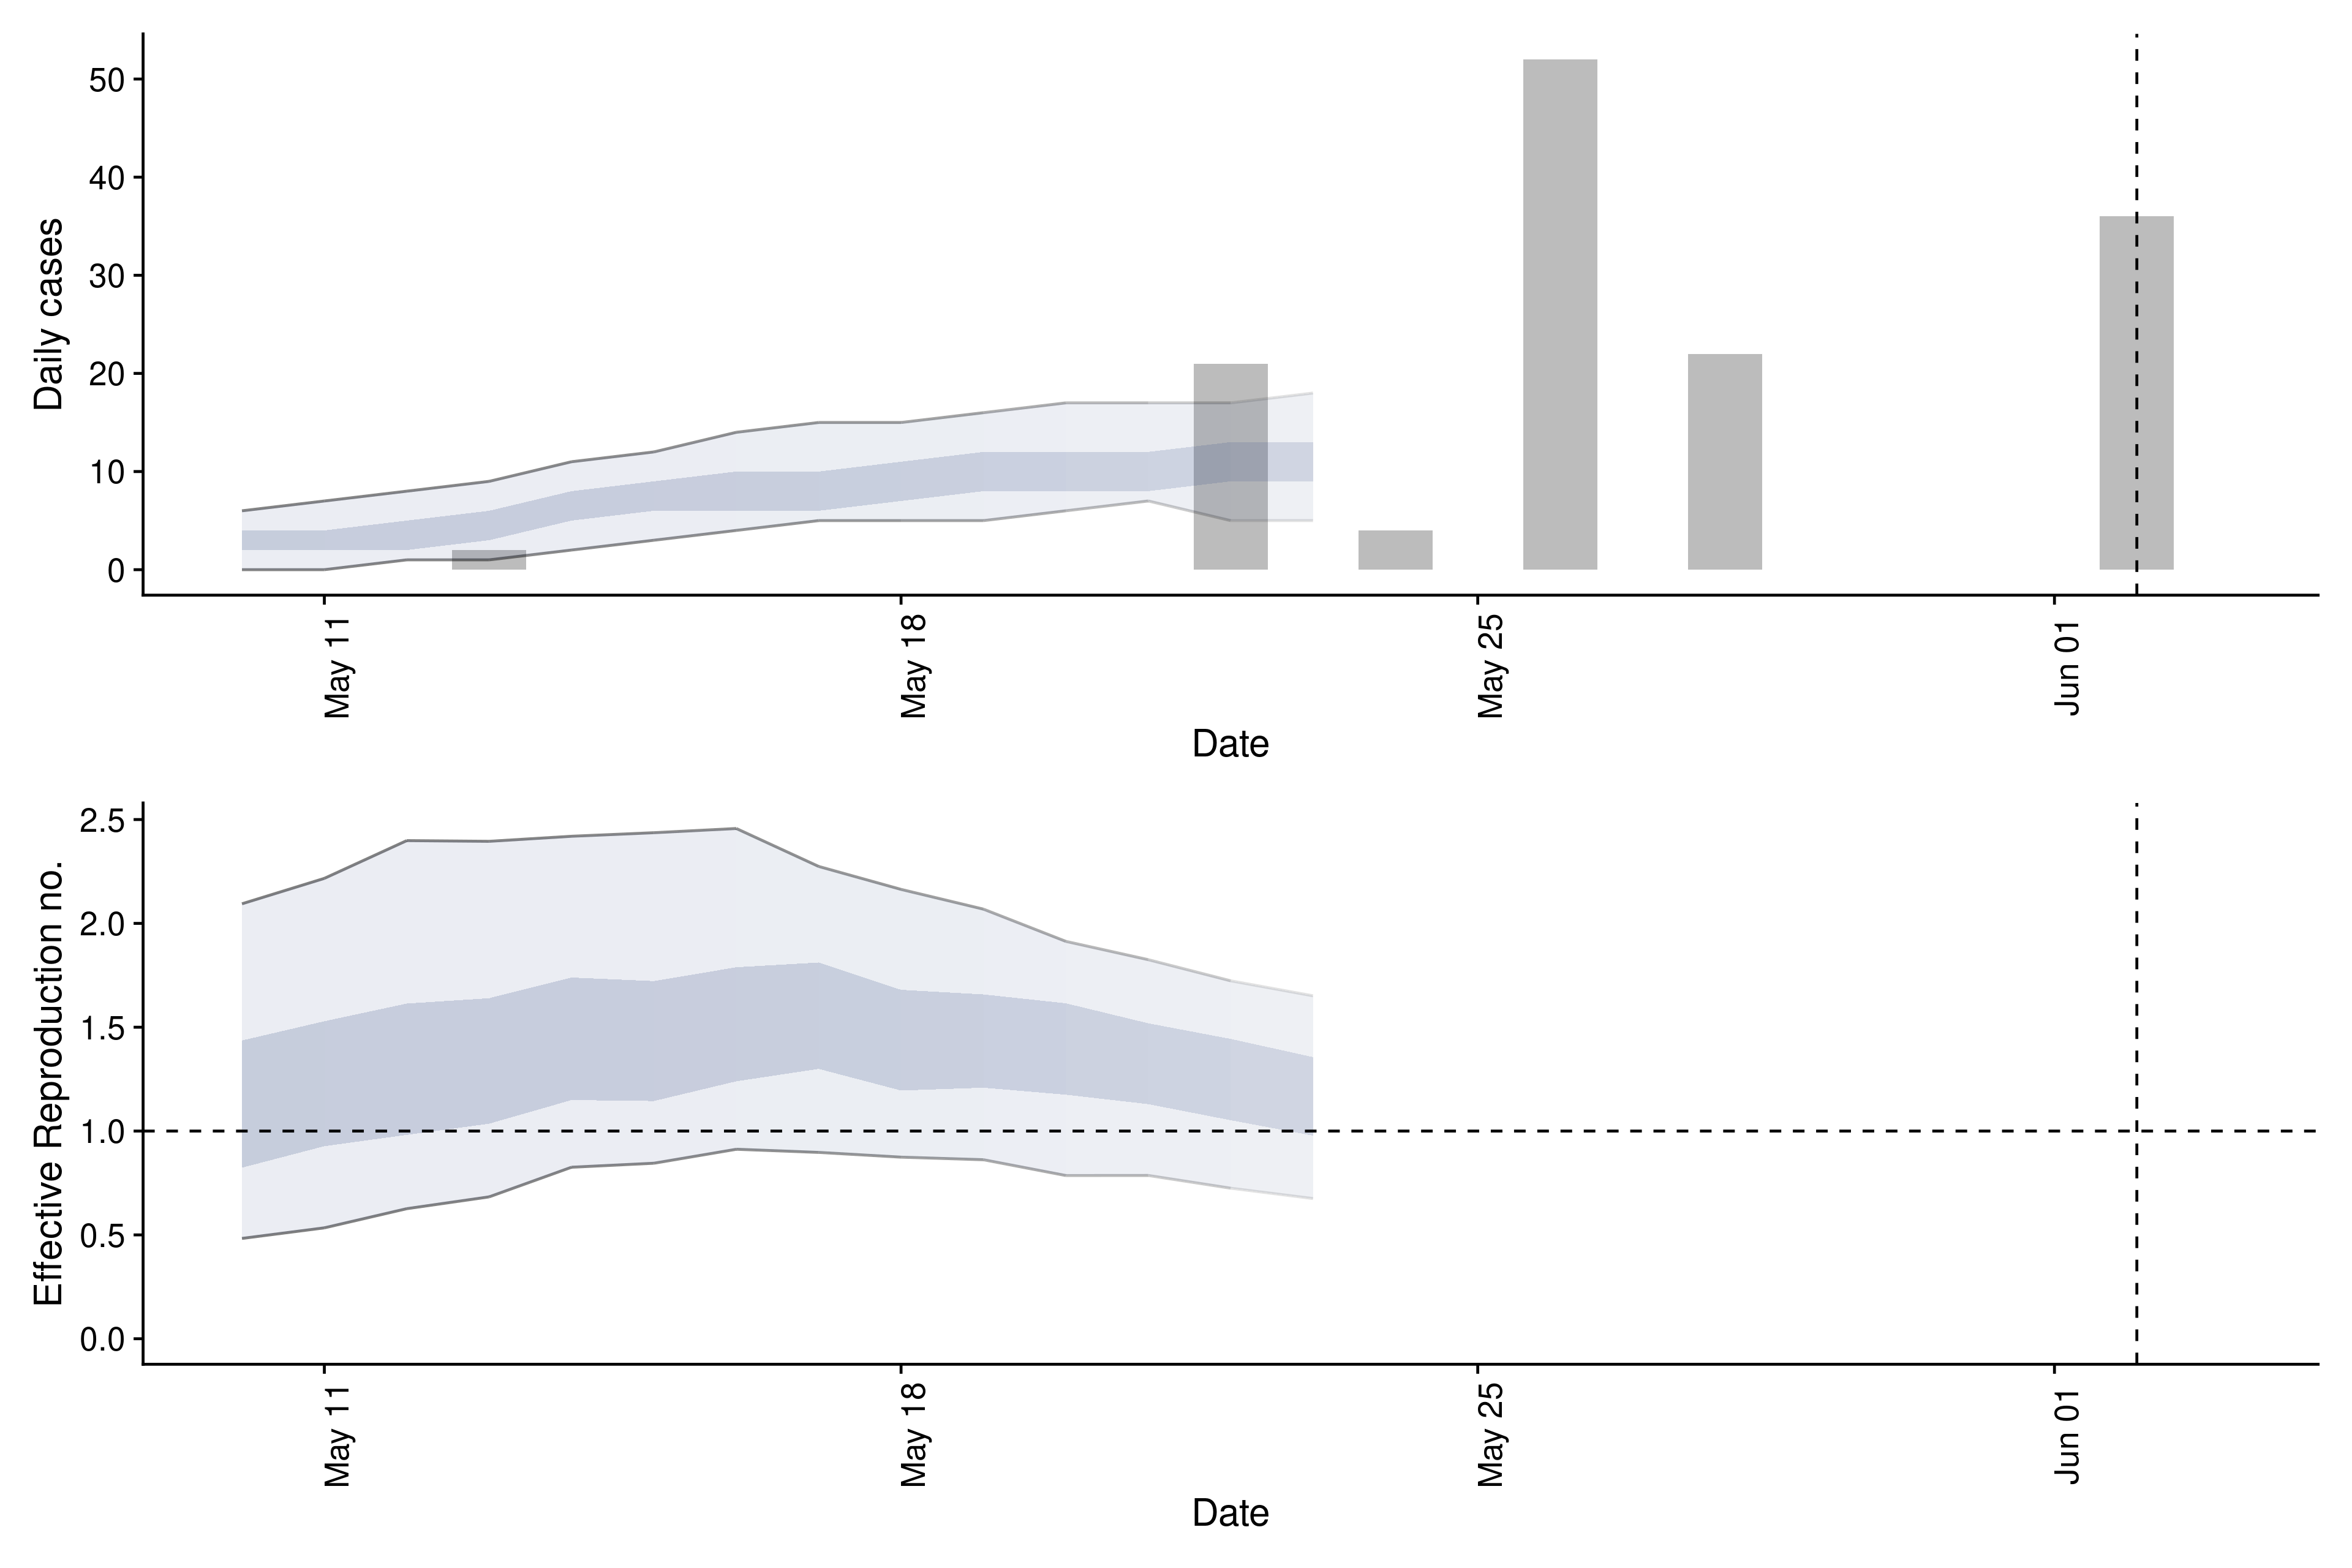 Daily cases
50
40
30
20
10
0
May 11
May 18
May 25
Jun 01
Date
Effective Reproduction no.
2.5
2.0
1.5
1.0
0.5
0.0
May 11
May 18
May 25
Jun 01
Date